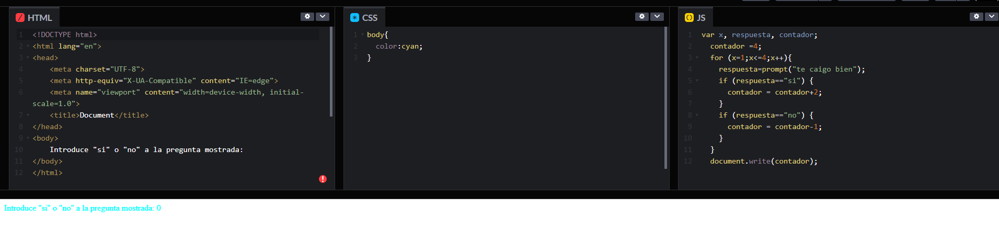 HTML
1 <!DOCTYPE html>
2 <html lang="en">
3 <head>
4 <meta charset="UTF-8">
5 <meta http-equiv="X-UA-Compatible" content="IE=edge">
6 <meta name="viewport" content="width=device-width, initial-
scale=1.0">
7 <title>Document</title>
8 </head>
9 <body>
10 Introduce "si" o "no" a la pregunta mostrada:
11 </body>
12 </html>
CSS
1 body{
2 color:cyan;
3 }
JS
1 var x, respuesta, contador;
2 contador =4;
3 for (x=1;x<=4;x++){
4 respuesta=prompt("te caigo bien");
5 if (respuesta=="si") {
6 contador = contador+2;
7 }
8 if (respuesta=="no") {
9 contador = contador-1;
10 }
11 }
12 document.write(contador);
Introduce "si" o "no" a la pregunta mostrada: 0